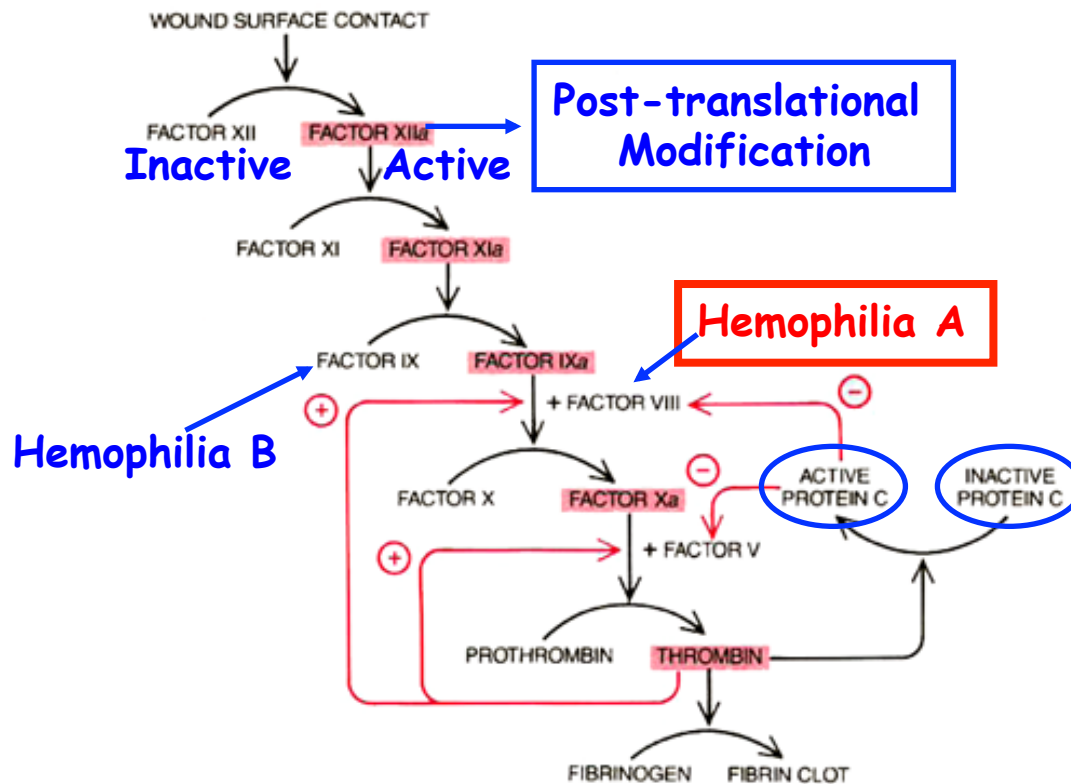 WOUND SURFACE CONTACT
Post-translational
Modification
FACTOR XII FACTOR XIIa
Inactive Active
FACTOR XI FACTOR XIa
Hemophilia A
FACTOR IX FACTOR IXa
+ + FACTOR VIII −
Hemophilia B
−
ACTIVE
PROTEIN C
INACTIVE
PROTEIN C
FACTOR X FACTOR Xa
+ + FACTOR V
PROTHROMBIN THROMBIN
FIBRINOGEN FIBRIN CLOT